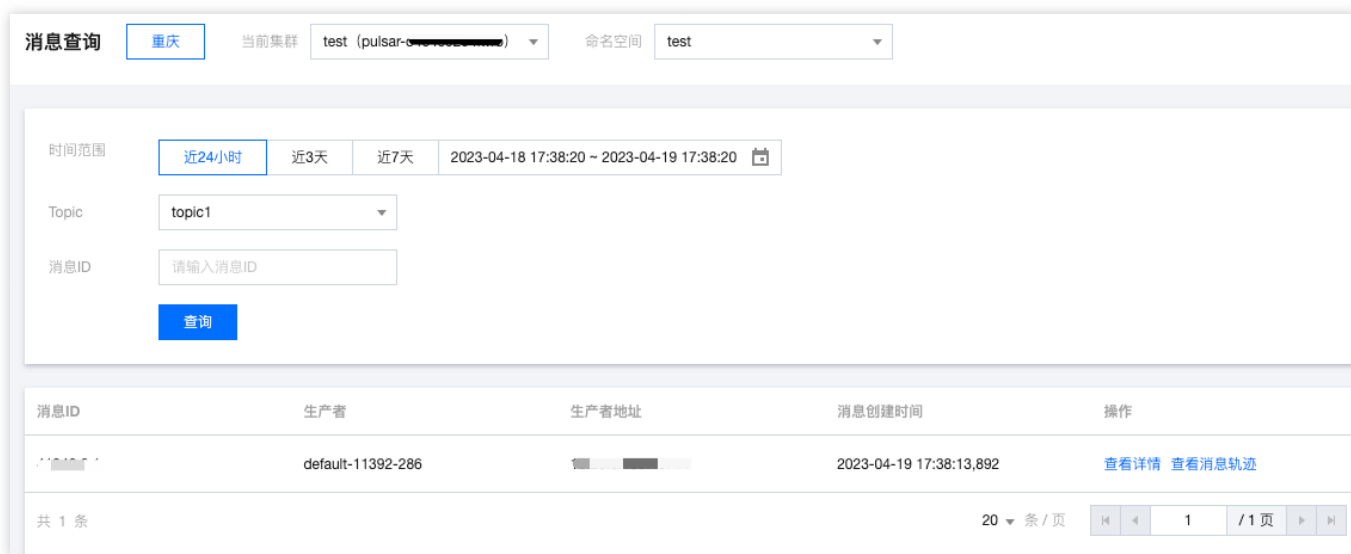 消息查询 重庆 当前集群 test（pulsar- ） 命名空间 test
时间范围 近24小时 近3天 近7天 2023-04-18 17:38:20 ~ 2023-04-19 17:38:20
Topic topic1
消息ID 请输入消息ID
查询
消息ID 生产者 生产者地址 消息创建时间 操作
default-11392-286 2023-04-19 17:38:13,892 查看详情 查看消息轨迹
共 1 条 20 条 / 页 1 / 1 页